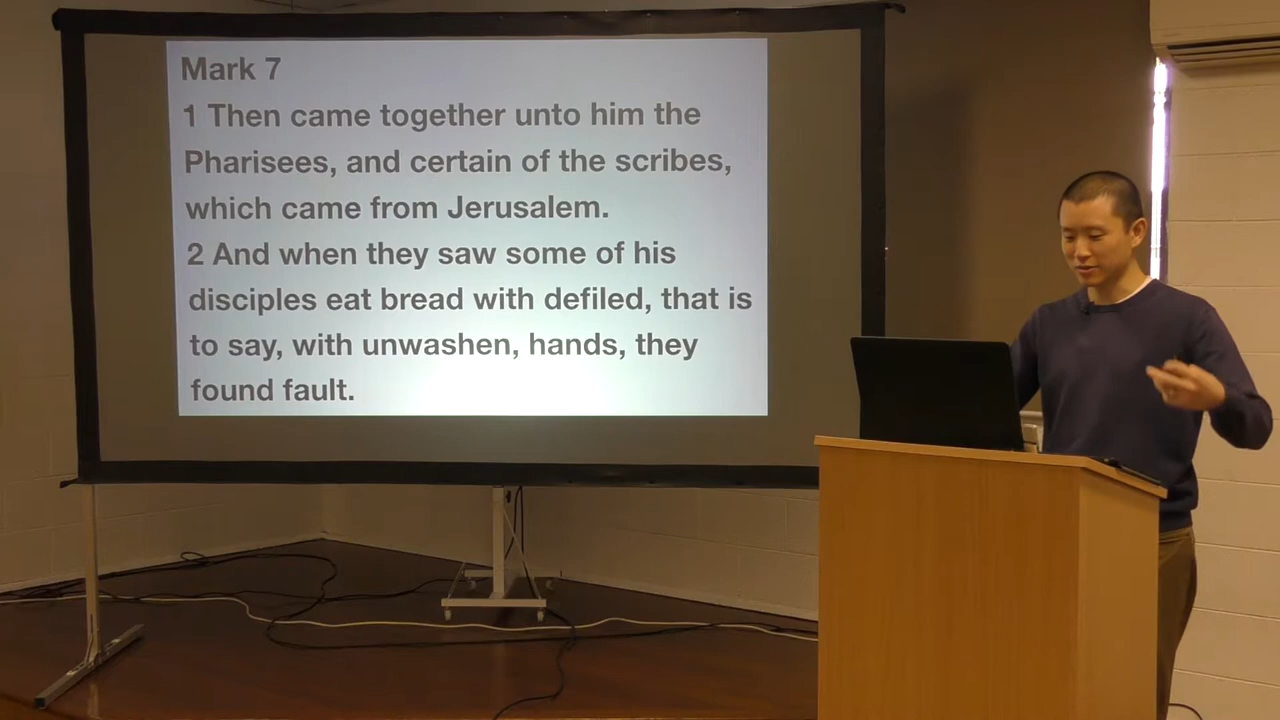 Mark 7
1 Then came together unto him the
Pharisees, and certain of the scribes,
which came from Jerusalem.
2 And when they saw some of his
disciples eat bread with defiled, that is
to say, with unwashen, hands, they
found fault.